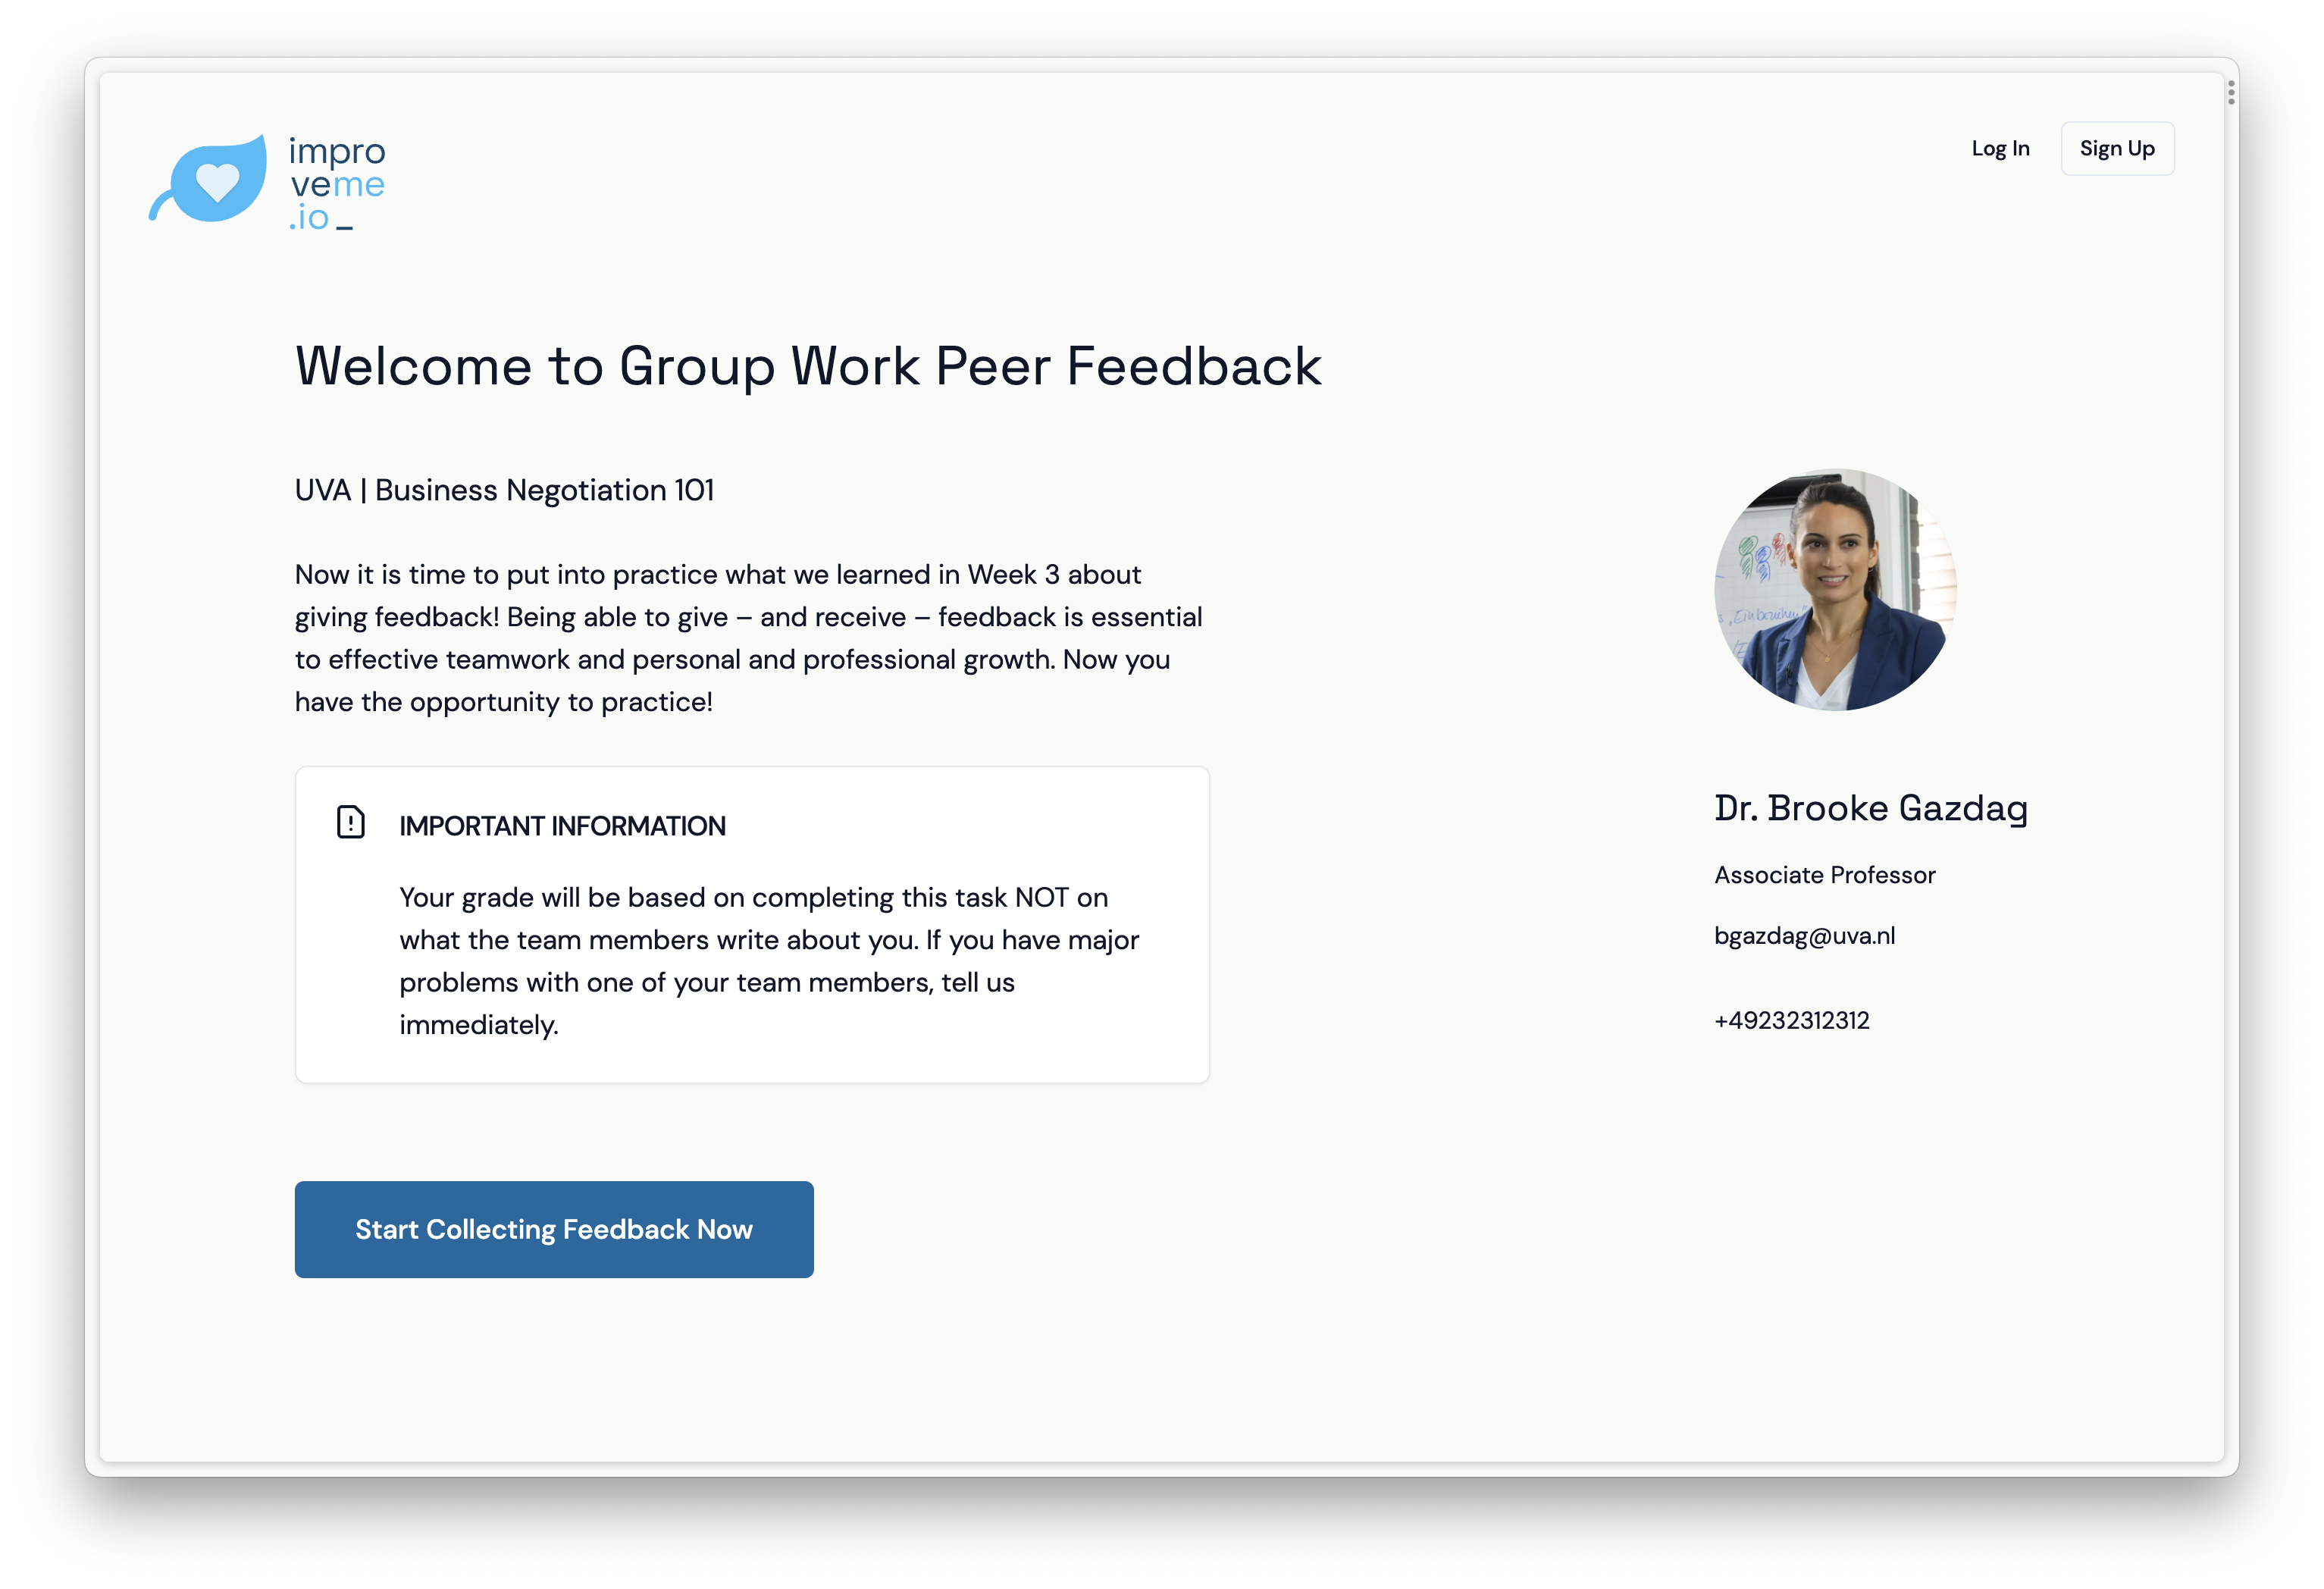 impro
veme
.io _
Log In
Sign Up
Welcome to Group Work Peer Feedback
UVA | Business Negotiation 101
Now it is time to put into practice what we learned in Week 3 about
giving feedback! Being able to give – and receive – feedback is essential
to effective teamwork and personal and professional growth. Now you
have the opportunity to practice!
IMPORTANT INFORMATION
Your grade will be based on completing this task NOT on
what the team members write about you. If you have major
problems with one of your team members, tell us
immediately.
Start Collecting Feedback Now
Dr. Brooke Gazdag
Associate Professor
bgazdag@uva.nl
+49232312312